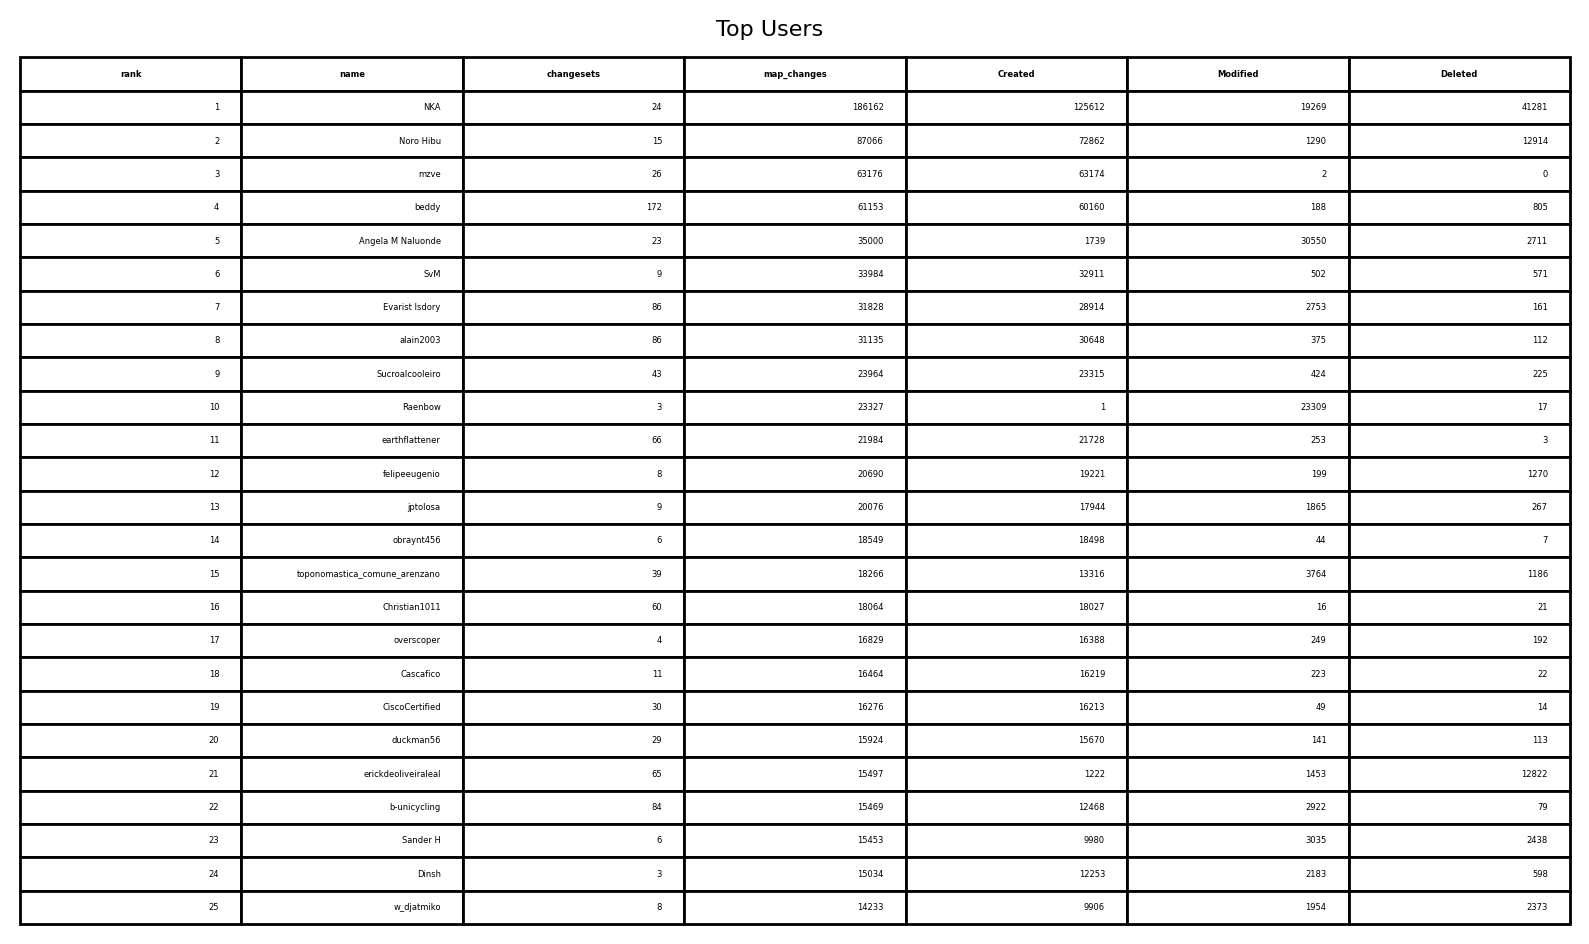 Top Users
rank name changesets map_changes Created Modified Deleted
1 NKA 24 186162 125612 19269 41281
2 Noro Hibu 15 87066 72862 1290 12914
3 mzve 26 63176 63174 2 0
4 beddy 172 61153 60160 188 805
5 Angela M Naluonde 23 35000 1739 30550 2711
6 SvM 9 33984 32911 502 571
7 Evarist Isdory 86 31828 28914 2753 161
8 alain2003 86 31135 30648 375 112
9 Sucroalcooleiro 43 23964 23315 424 225
10 Raenbow 3 23327 1 23309 17
11 earthflattener 66 21984 21728 253 3
12 felipeeugenio 8 20690 19221 199 1270
13 jptolosa 9 20076 17944 1865 267
14 obraynt456 6 18549 18498 44 7
15 toponomastica_comune_arenzano 39 18266 13316 3764 1186
16 Christian1011 60 18064 18027 16 21
17 overscoper 4 16829 16388 249 192
18 Cascafico 11 16464 16219 223 22
19 CiscoCertified 30 16276 16213 49 14
20 duckman56 29 15924 15670 141 113
21 erickdeoliveiraleal 65 15497 1222 1453 12822
22 b-unicycling 84 15469 12468 2922 79
23 Sander H 6 15453 9980 3035 2438
24 Dinsh 3 15034 12253 2183 598
25 w_djatmiko 8 14233 9906 1954 2373